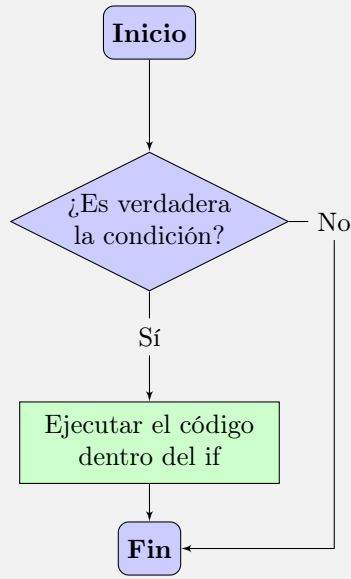 Inicio
¿Es verdadera
la condición?
No
Sí
Ejecutar el código
dentro del if
Fin